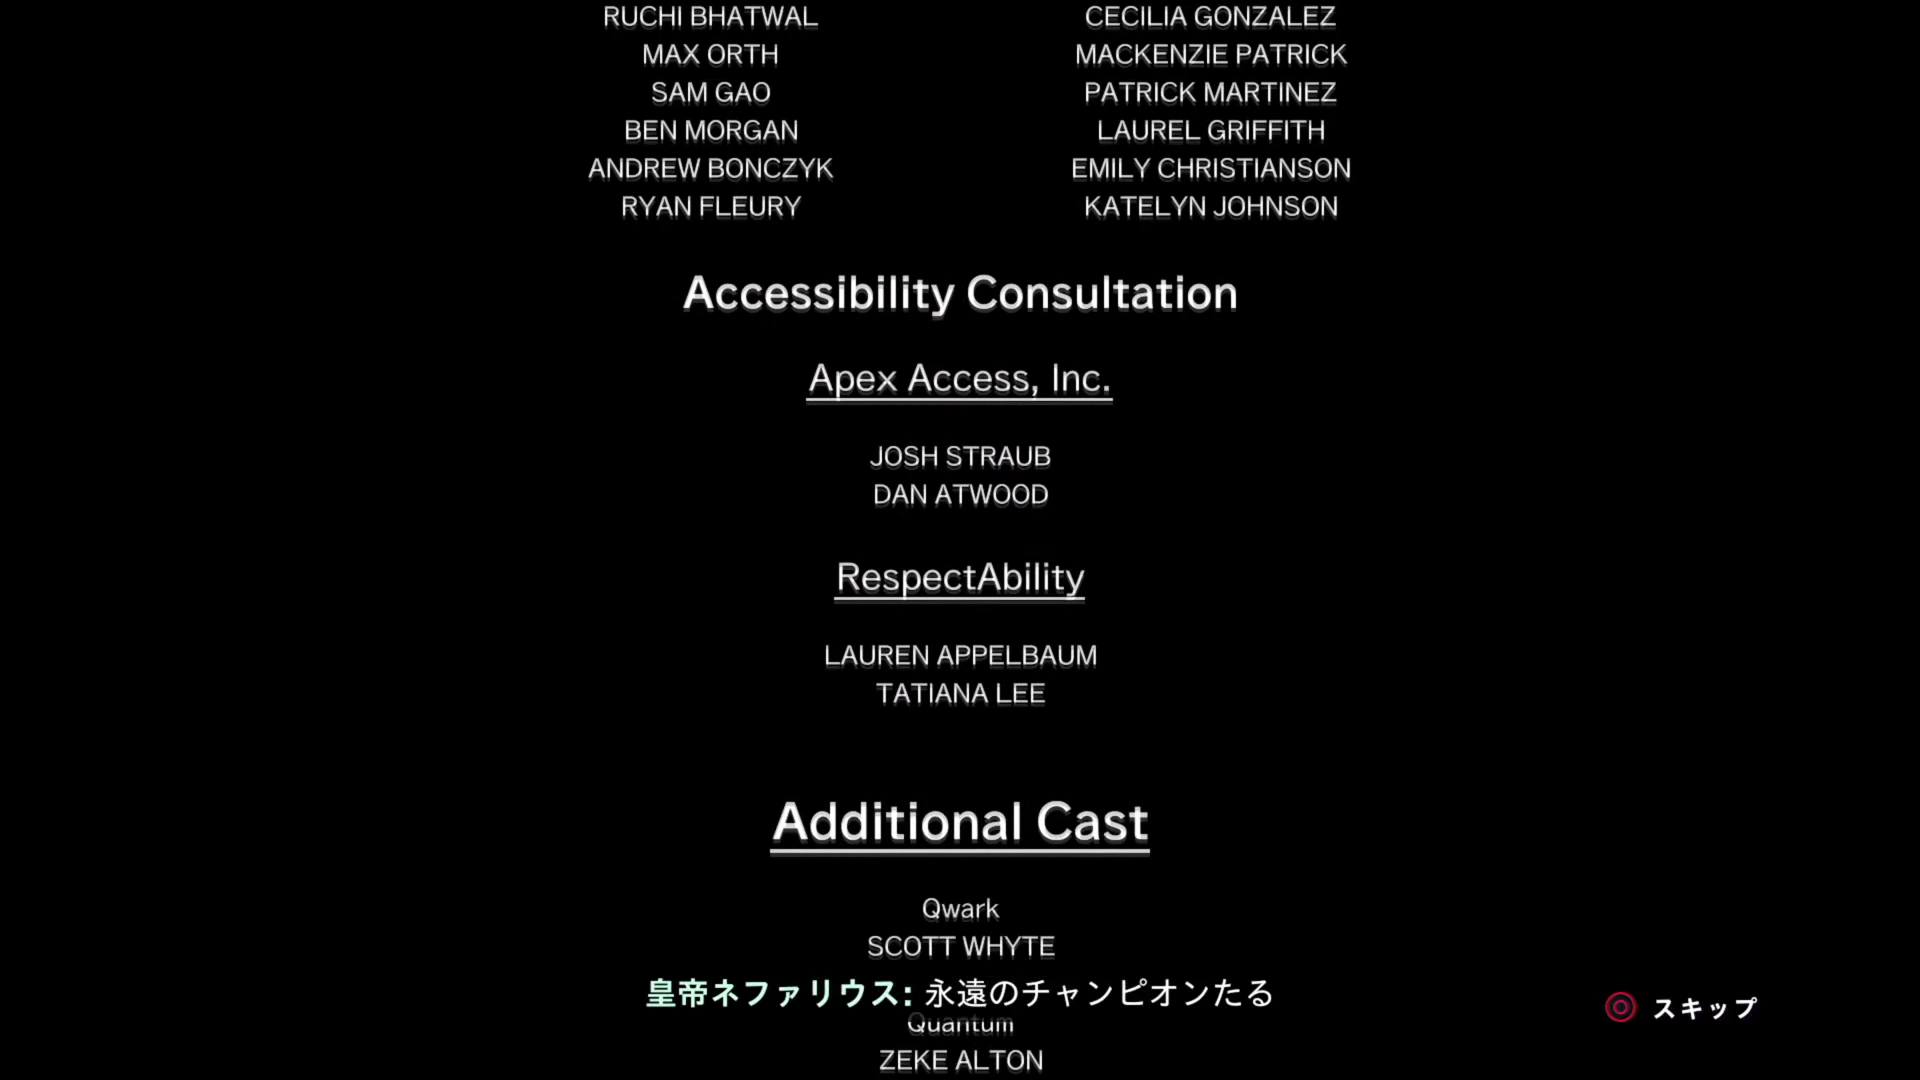 RUCHI BHATWAL
MAX ORTH
SAM GAO
BEN MORGAN
ANDREW BONCZYK
RYAN FLEURY
CECILIA GONZALEZ
MACKENZIE PATRICK
PATRICK MARTINEZ
LAUREL GRIFFITH
EMILY CHRISTIANSON
KATELYN JOHNSON
Accessibility Consultation
Apex Access, Inc.
JOSH STRAUB
DAN ATWOOD
RespectAbility
LAUREN APPELBAUM
TATIANA LEE
Additional Cast
Qwark
SCOTT WHYTE
皇帝ネファリウス: 永遠のチャンピオンたる
Quantum
ZEKE ALTON
スキップ